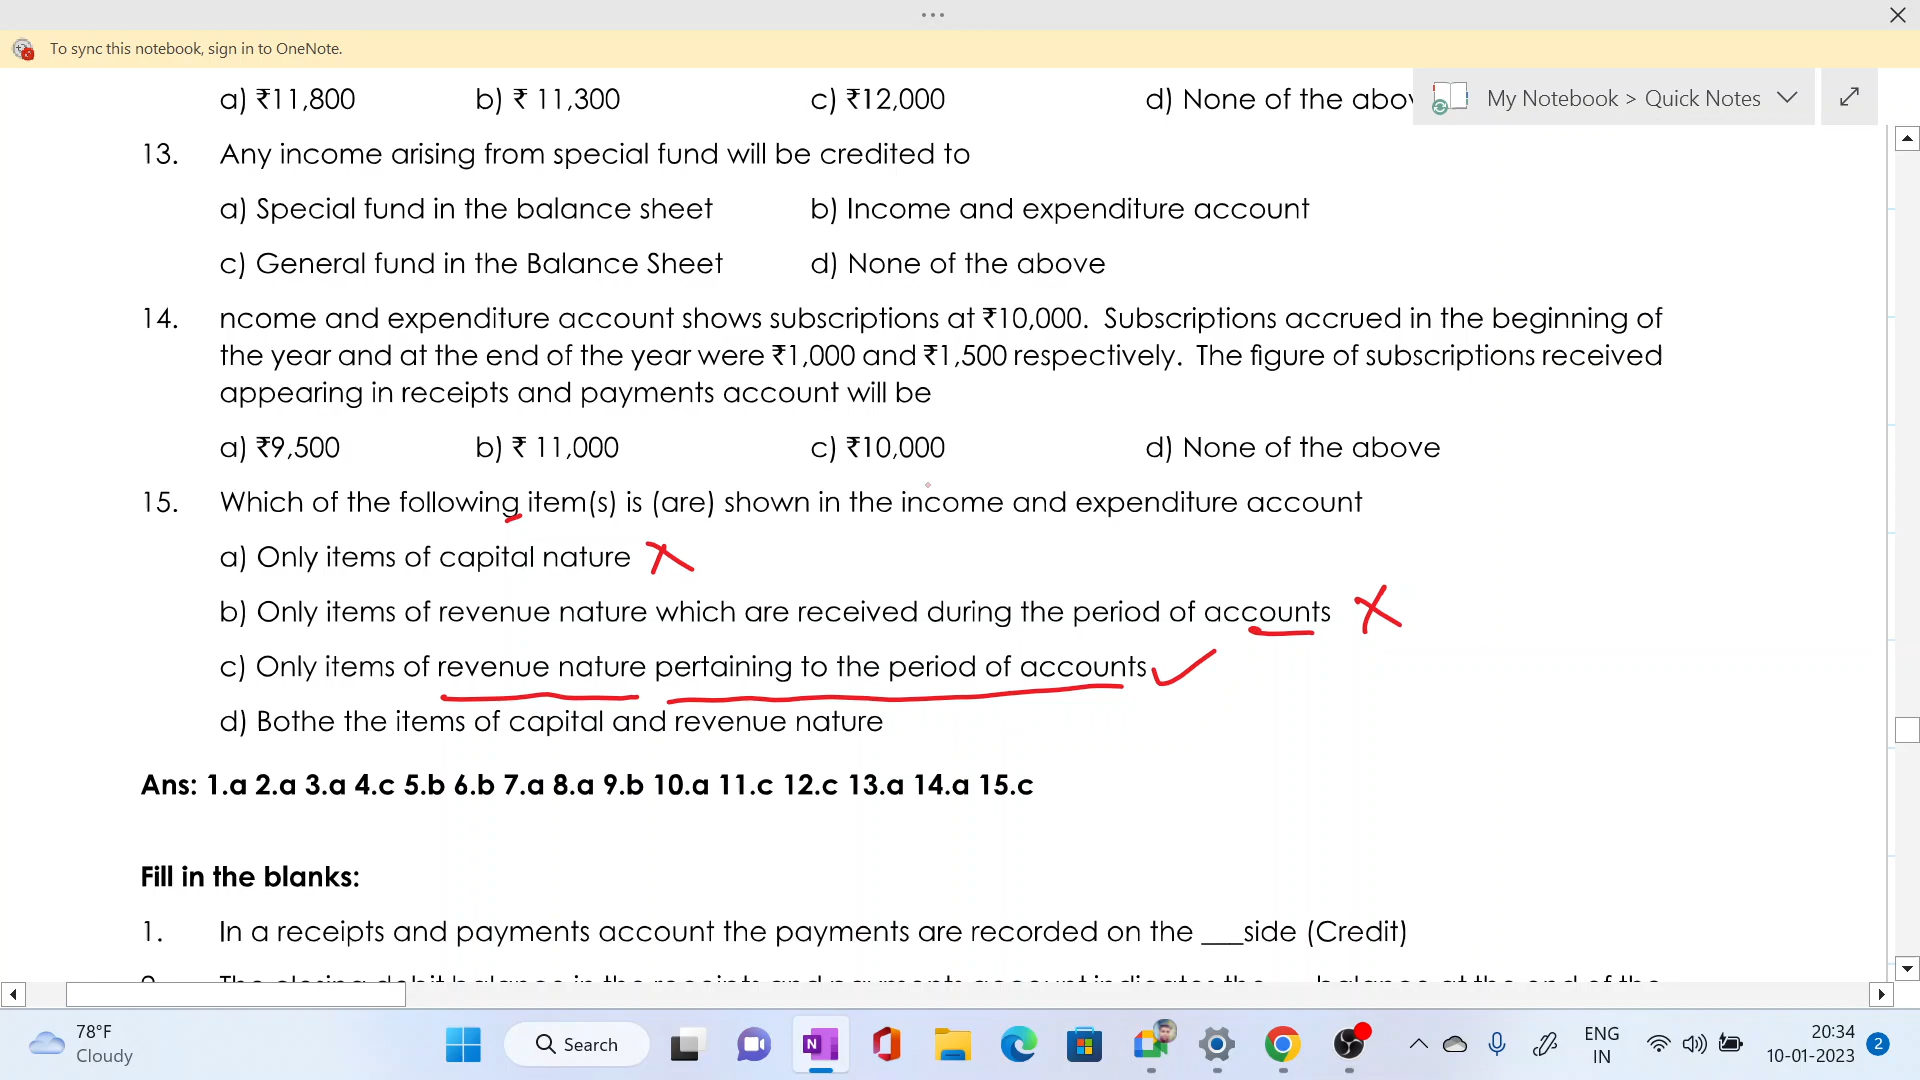 To sync this notebook, sign in to OneNote.
a) ₹11,800 b) ₹ 11,300 c) ₹12,000 d) None of the abov
My Notebook > Quick Notes
13. Any income arising from special fund will be credited to
a) Special fund in the balance sheet b) Income and expenditure account
c) General fund in the Balance Sheet d) None of the above
14. ncome and expenditure account shows subscriptions at ₹10,000. Subscriptions accrued in the beginning of
the year and at the end of the year were ₹1,000 and ₹1,500 respectively. The figure of subscriptions received
appearing in receipts and payments account will be
a) ₹9,500 b) ₹ 11,000 c) ₹10,000 d) None of the above
15. Which of the following item(s) is (are) shown in the income and expenditure account
a) Only items of capital nature
b) Only items of revenue nature which are received during the period of accounts
c) Only items of revenue nature pertaining to the period of accounts
d) Bothe the items of capital and revenue nature
Ans: 1.a 2.a 3.a 4.c 5.b 6.b 7.a 8.a 9.b 10.a 11.c 12.c 13.a 14.a 15.c
Fill in the blanks:
1. In a receipts and payments account the payments are recorded on the ___side (Credit)
78°F
Cloudy
Search
ENG
IN
20:34
10-01-2023
2